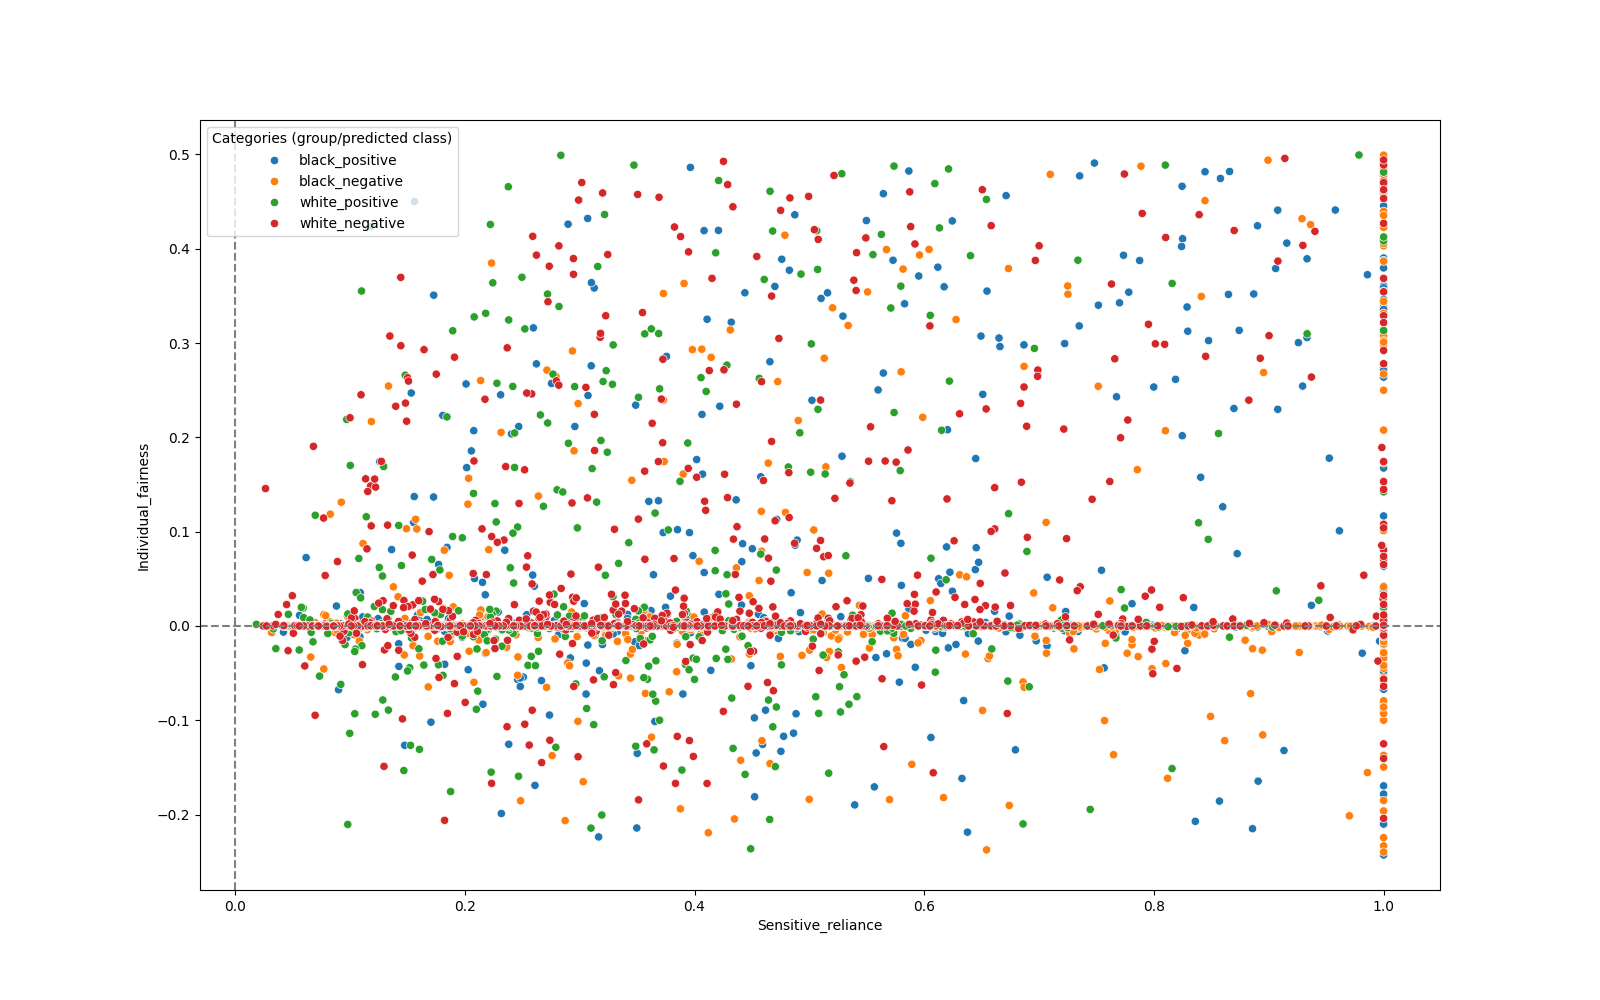 Categories (group/predicted class)
black_positive
black_negative
white_positive
white_negative
0.5
0.4
0.3
0.2
0.1
0.0
−0.1
−0.2
Individual_fairness
0.0 0.2 0.4 0.6 0.8 1.0
Sensitive_reliance